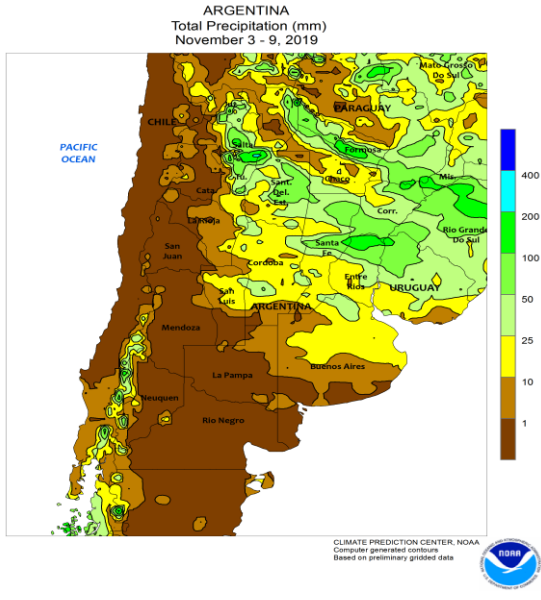 ARGENTINA
Total Precipitation (mm)
November 3 - 9, 2019
Mato Grosso
Do Sul
PARAGUAY
CHILE
PACIFIC
OCEAN
Salta
Formosa
Chaco
Tu.
Mis.
Cata.
Sant.
Del.
Est.
Corr.
La Rioja
Rio Grande
Do Sul
Santa
Fe
San
Juan
Cordoba
Entre
Rios
URUGUAY
San
Luis
ARGENTINA
Mendoza
Buenos Aires
La Pampa
Neuquen
Rio Negro
400
200
100
50
25
10
1
CLIMATE PREDICTION CENTER, NOAA
Computer generated contours
Based on preliminary gridded data
NOAA